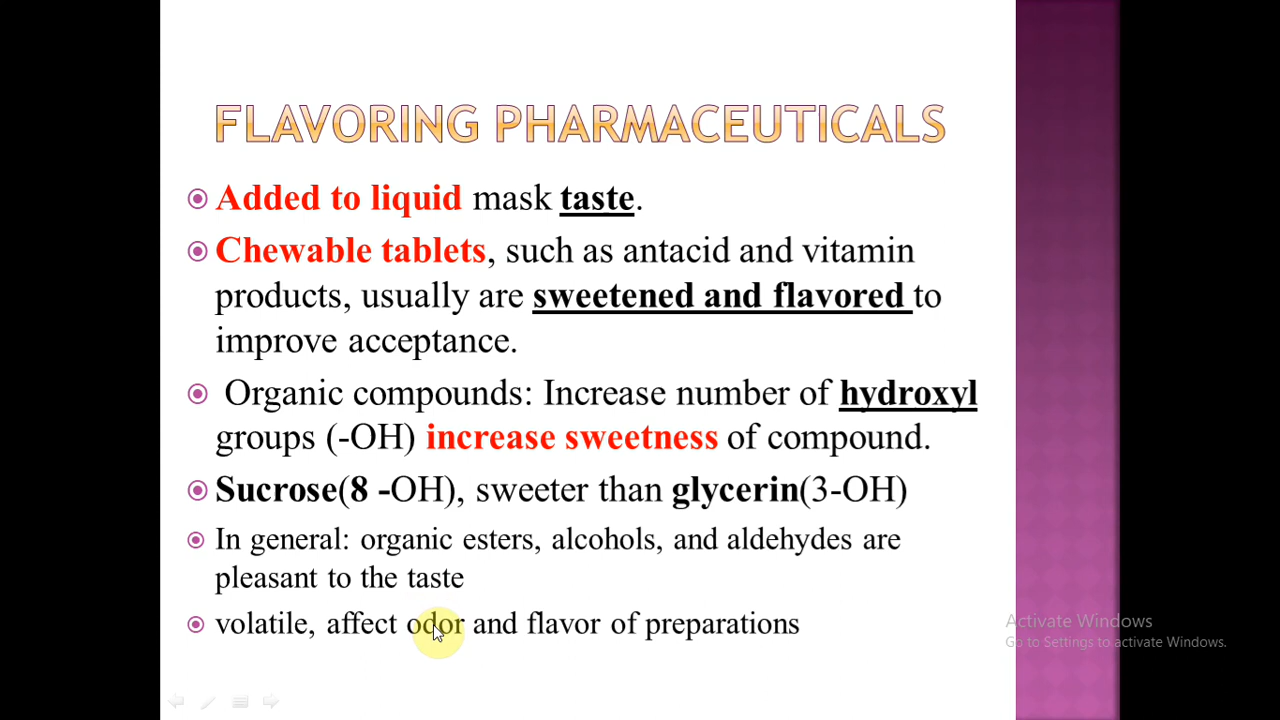 FLAVORING PHARMACEUTICALS
Added to liquid mask taste.
Chewable tablets, such as antacid and vitamin
products, usually are sweetened and flavored to
improve acceptance.
Organic compounds: Increase number of hydroxyl
groups (-OH) increase sweetness of compound.
Sucrose(8 -OH), sweeter than glycerin(3-OH)
In general: organic esters, alcohols, and aldehydes are
pleasant to the taste
volatile, affect odor and flavor of preparations
Activate Windows
Go to Settings to activate Windows.